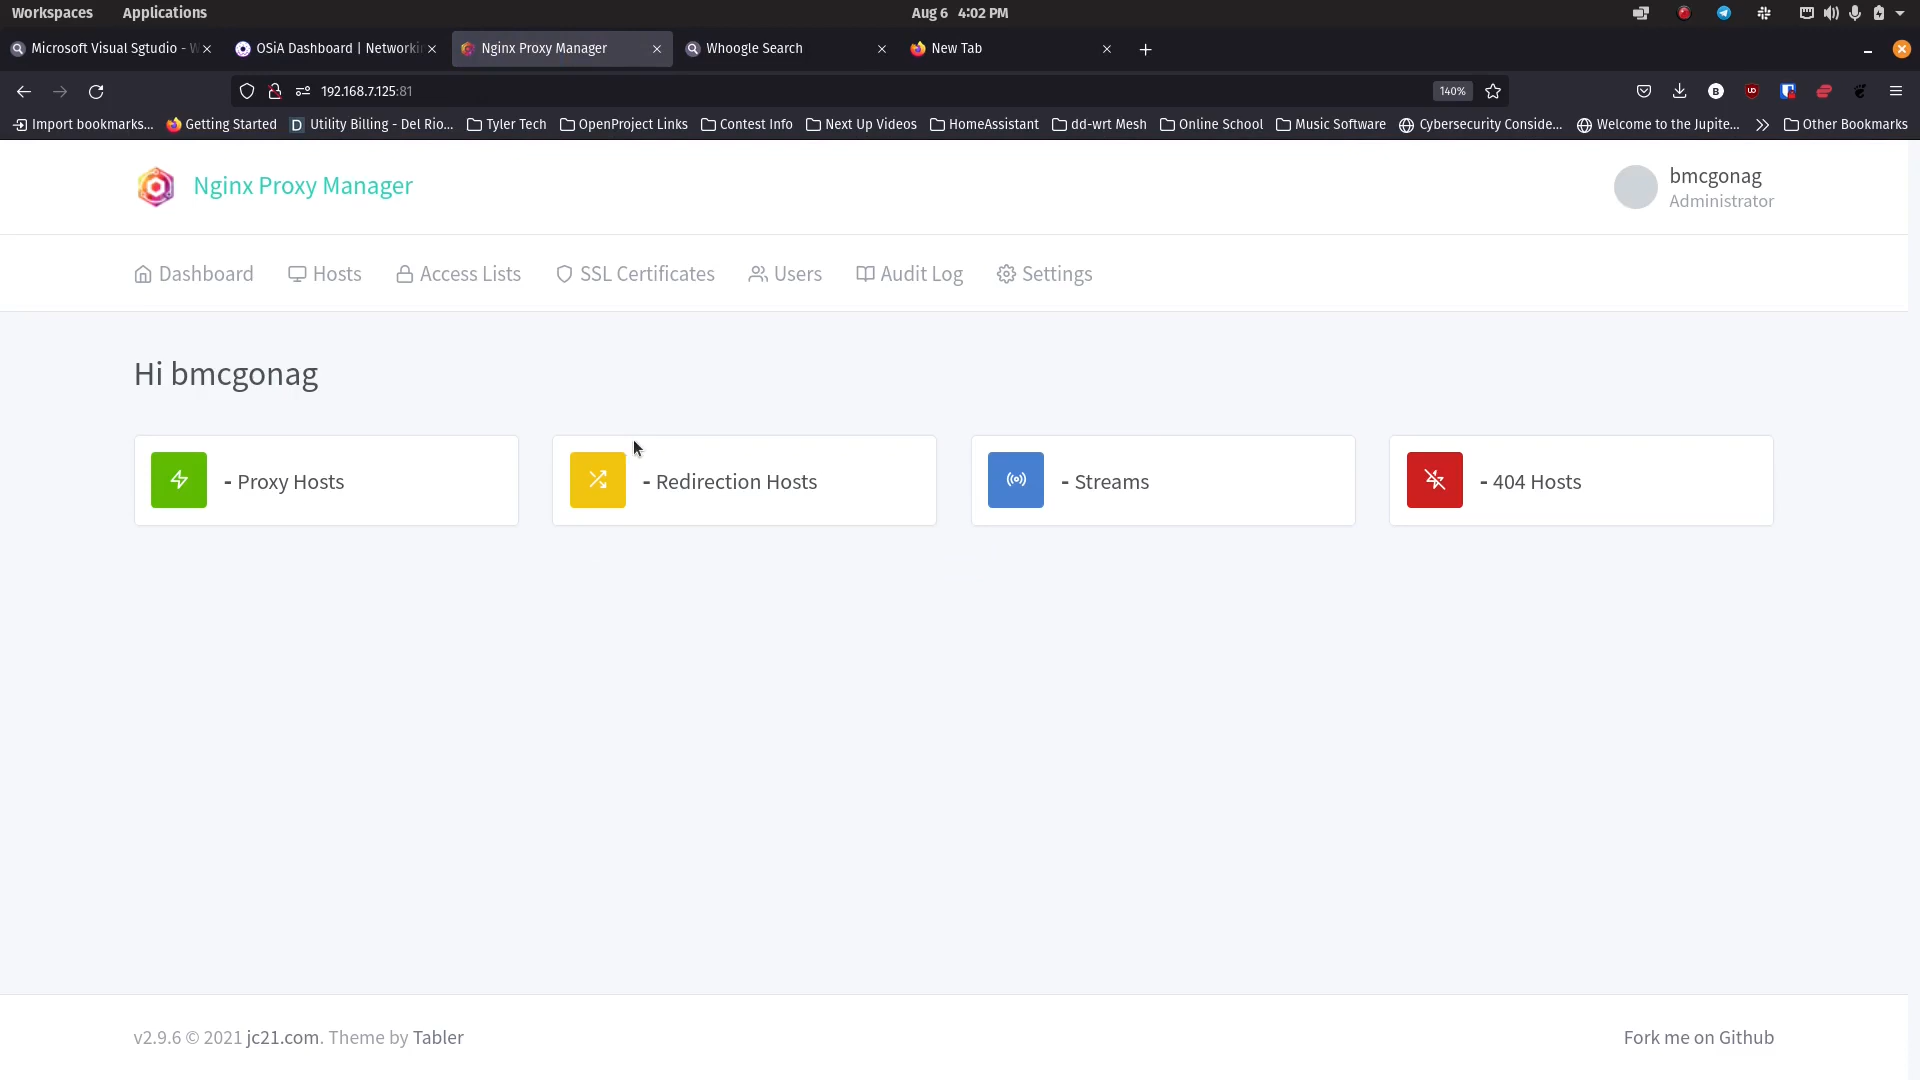 Workspaces Applications Aug 6 4:02 PM
Microsoft Visual Sgtudio - W OSiA Dashboard | Networki Nginx Proxy Manager Whoogle Search New Tab
192.168.7.125:81 140%
Import bookmarks... Getting Started Utility Billing - Del Rio... Tyler Tech OpenProject Links Contest Info Next Up Videos HomeAssistant dd-wrt Mesh Online School Music Software Cybersecurity Conside... Welcome to the Jupite... Other Bookmarks
Nginx Proxy Manager
bmcgonag
Administrator
Dashboard Hosts Access Lists SSL Certificates Users Audit Log Settings
Hi bmcgonag
- Proxy Hosts - Redirection Hosts - Streams - 404 Hosts
v2.9.6 © 2021 jc21.com. Theme by Tabler Fork me on Github